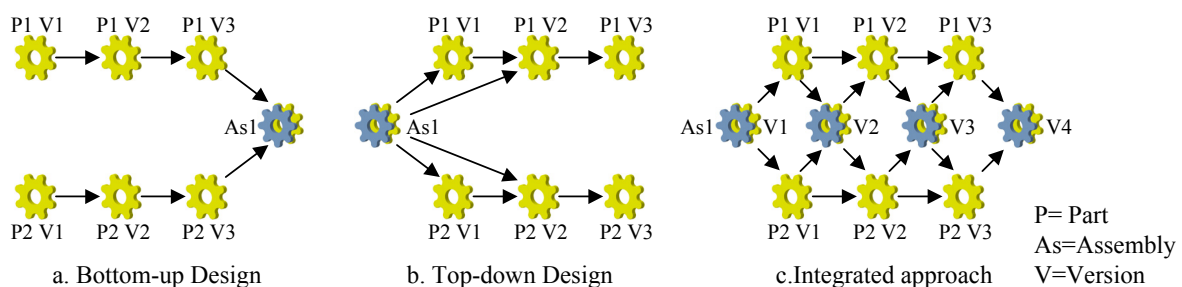 P1 V1 P1 V2 P1 V3
As1
P2 V1 P2 V2 P2 V3
a. Bottom-up Design
P1 V1 P1 V2 P1 V3
As1
P2 V1 P2 V2 P2 V3
b. Top-down Design
P1 V1 P1 V2 P1 V3
As1 V1 V2 V3 V4
P2 V1 P2 V2 P2 V3
c.Integrated approach
P= Part
As=Assembly
V=Version